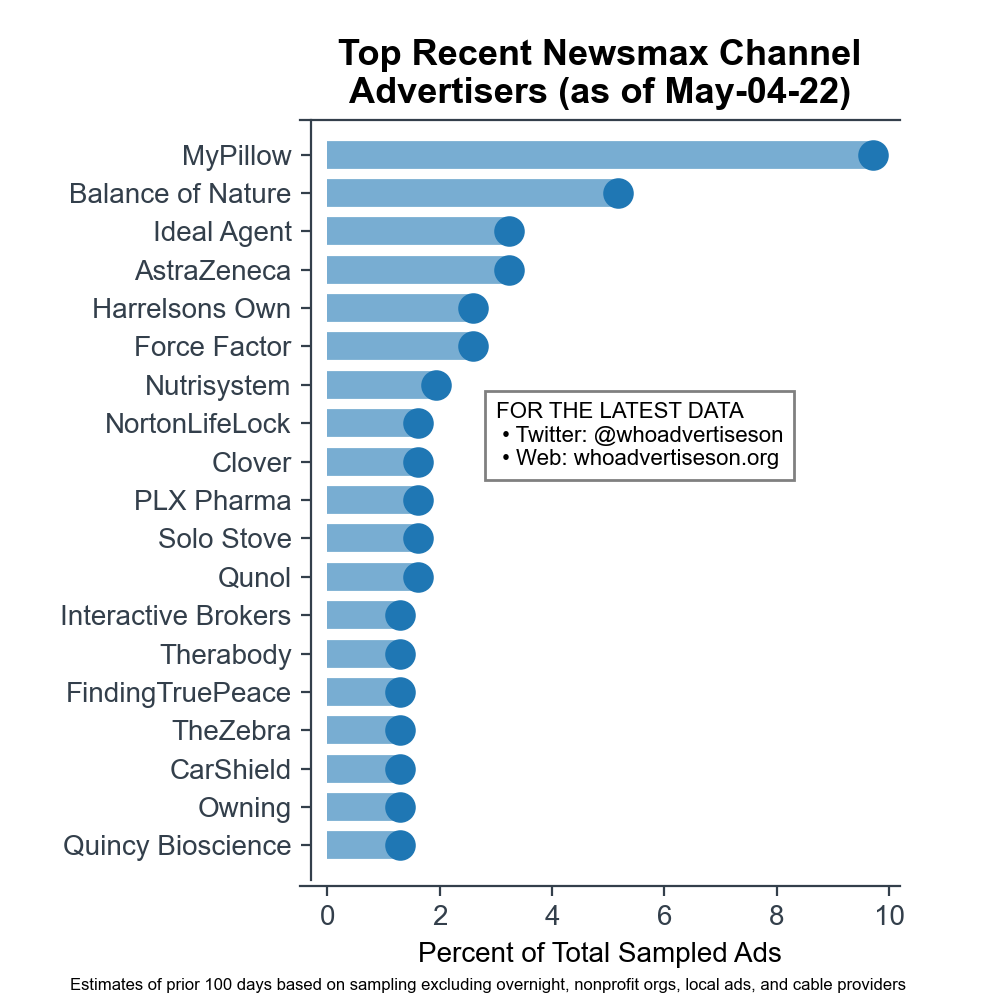 Top Recent Newsmax Channel
Advertisers (as of May-04-22)
MyPillow
Balance of Nature
Ideal Agent
AstraZeneca
Harrelsons Own
Force Factor
Nutrisystem
NortonLifeLock
Clover
PLX Pharma
Solo Stove
Qunol
Interactive Brokers
Therabody
FindingTruePeace
TheZebra
CarShield
Owning
Quincy Bioscience
FOR THE LATEST DATA
• Twitter: @whoadvertiseson
• Web: whoadvertiseson.org
0 2 4 6 8 10
Percent of Total Sampled Ads
Estimates of prior 100 days based on sampling excluding overnight, nonprofit orgs, local ads, and cable providers